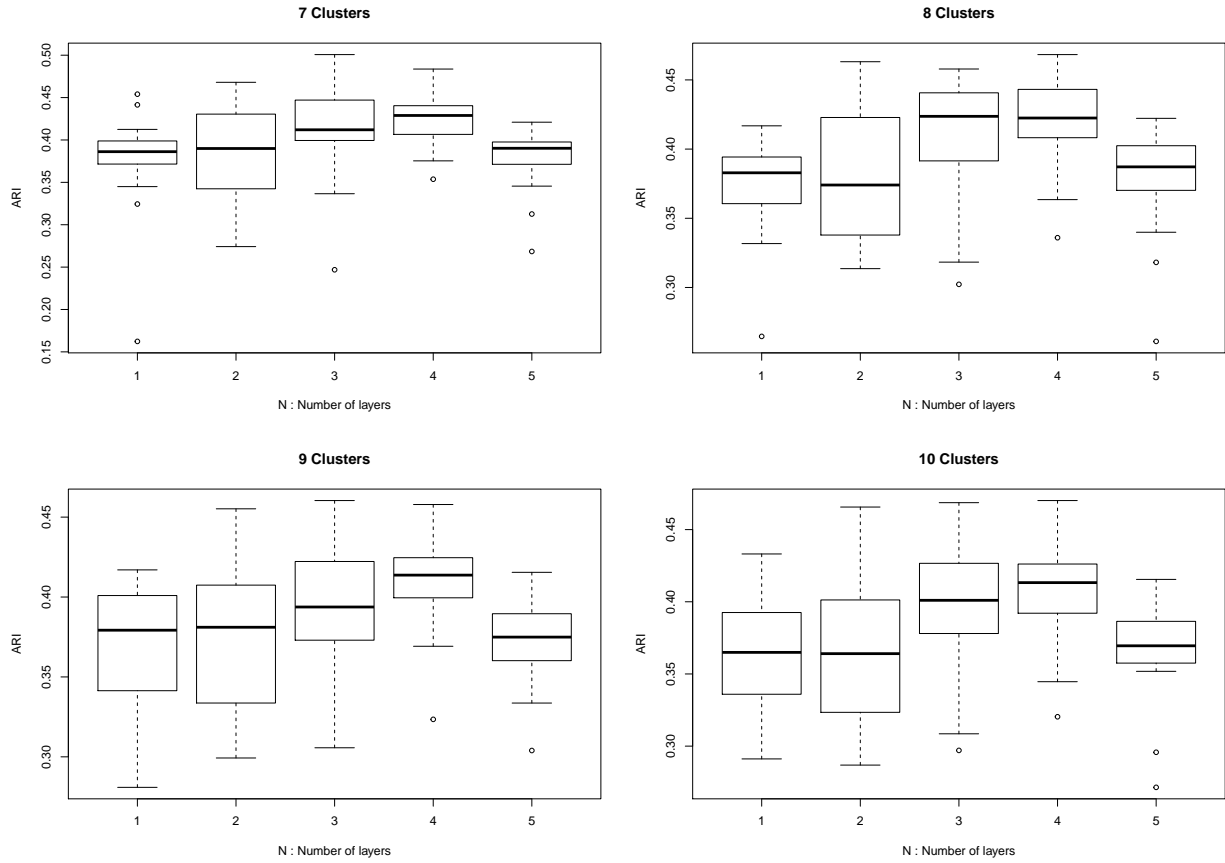 7 Clusters
ARI
0.50
0.45
0.40
0.35
0.30
0.25
0.20
0.15
1 2 3 4 5
N : Number of layers
8 Clusters
ARI
0.45
0.40
0.35
0.30
1 2 3 4 5
N : Number of layers
9 Clusters
ARI
0.45
0.40
0.35
0.30
1 2 3 4 5
N : Number of layers
10 Clusters
ARI
0.45
0.40
0.35
0.30
1 2 3 4 5
N : Number of layers